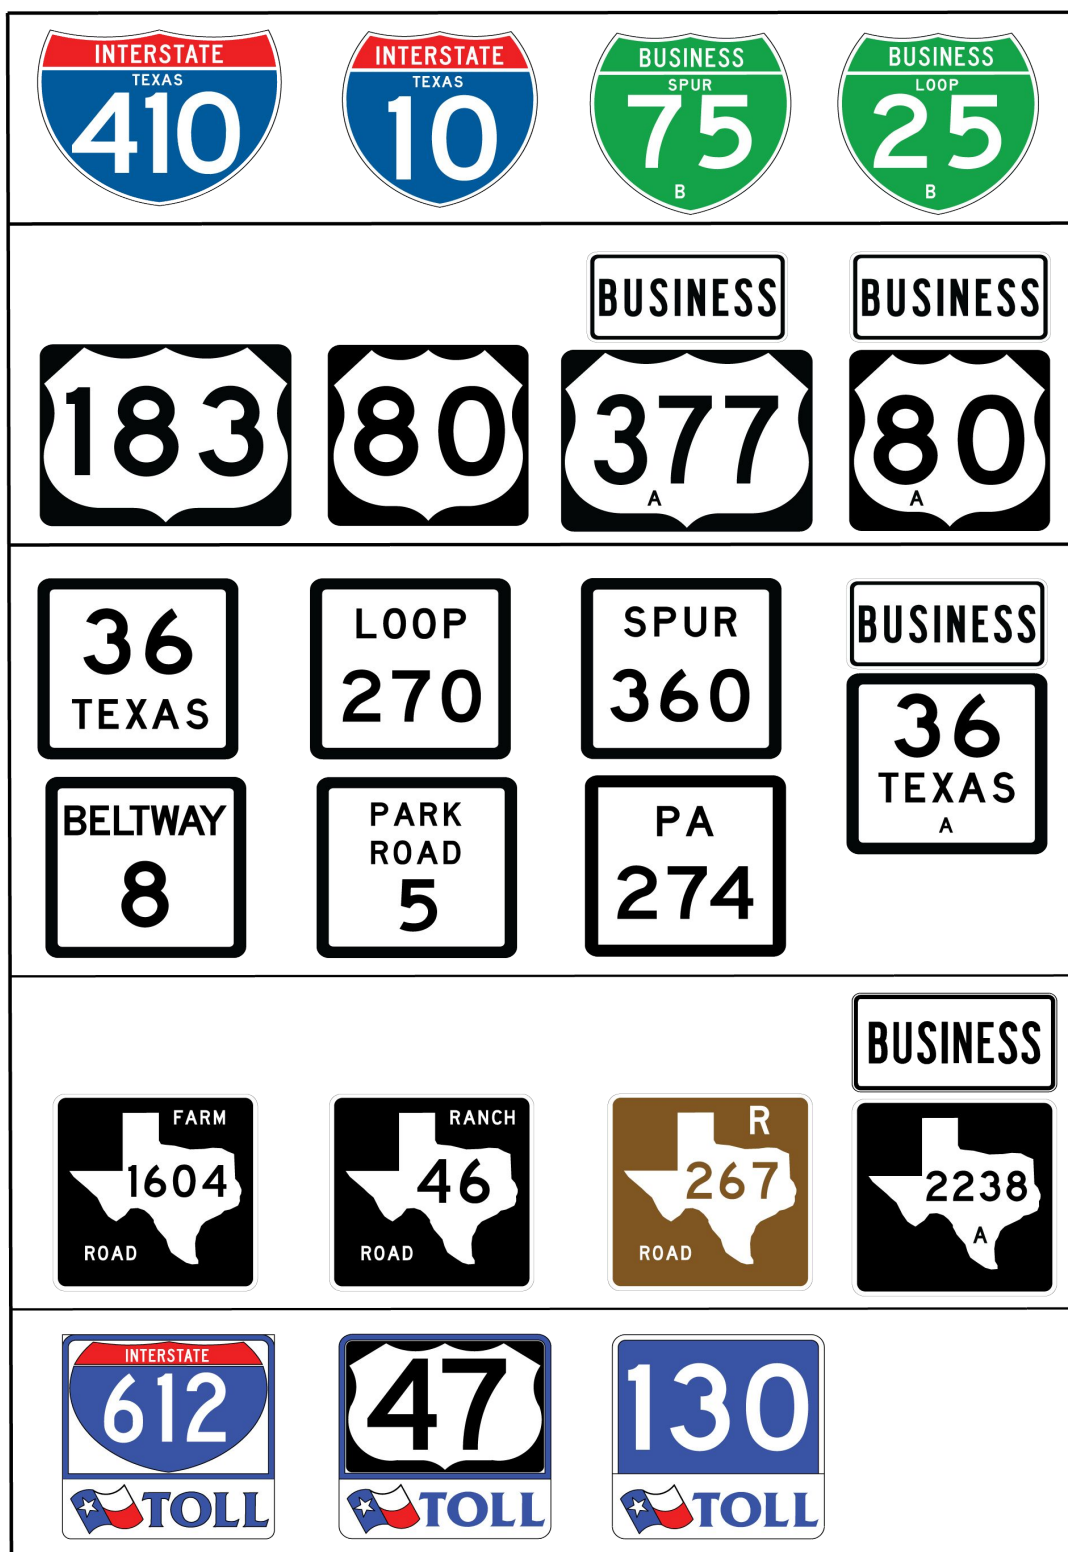 INTERSTATE
TEXAS
410
INTERSTATE
TEXAS
10
BUSINESS
SPUR
75
B
BUSINESS
LOOP
25
B
183
80
BUSINESS
377
A
BUSINESS
80
A
36
TEXAS
LOOP
270
SPUR
360
BUSINESS
36
TEXAS
A
BELTWAY
8
PARK
ROAD
5
PA
274
FARM
1604
ROAD
RANCH
46
ROAD
R
267
ROAD
BUSINESS
2238
A
INTERSTATE
612
TOLL
47
TOLL
130
TOLL